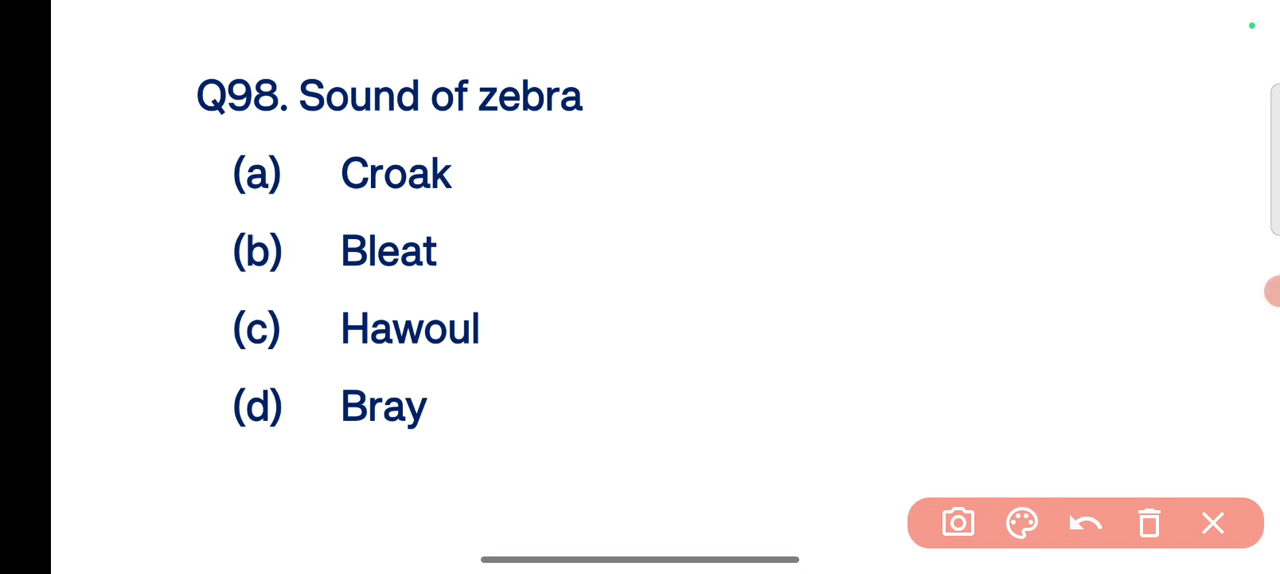 Q98. Sound of zebra
(a) Croak
(b) Bleat
(c) Hawoul
(d) Bray